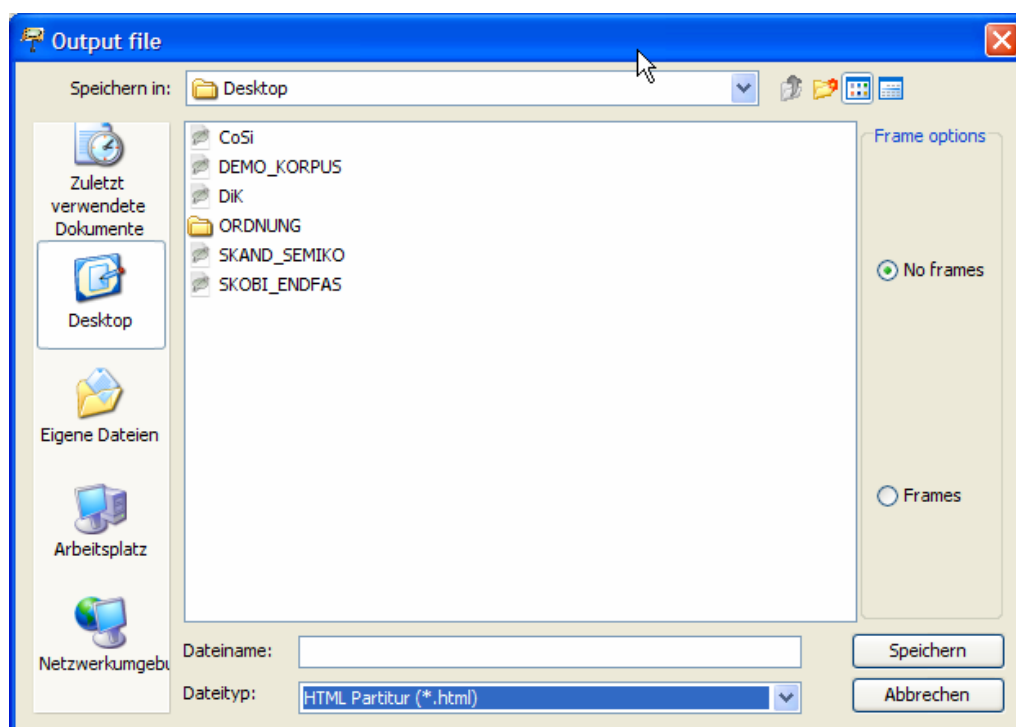 Output file
Speichern in:
Desktop
Zuletzt
verwendete
Dokumente
Desktop
Eigene Dateien
Arbeitsplatz
Netzwerkumgebu
CoSi
DEMO_KORPUS
DiK
ORDNUNG
SKAND_SEMIKO
SKOBI_ENDFAS
Frame options
No frames
Frames
Dateiname:
Speichern
Dateityp:
HTML Partitur (*.html)
Abbrechen